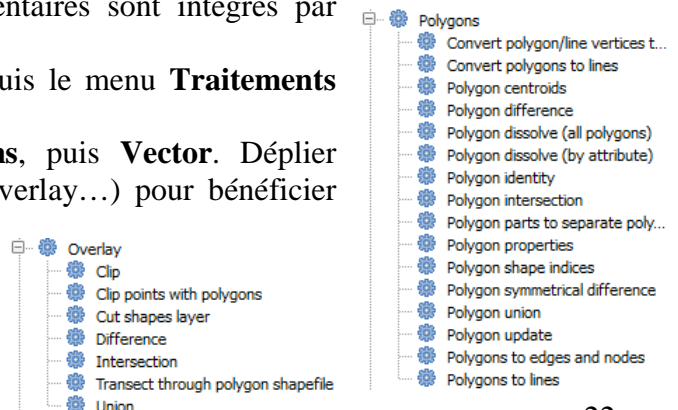 entaires sont intégrés par
uis le menu Traitements
ns, puis Vector. Déplier
verlay…) pour bénéficier
Overlay
Clip
Clip points with polygons
Cut shapes layer
Difference
Intersection
Transect through polygon shapefile
Union
Polygons
Convert polygon/line vertices t...
Convert polygons to lines
Polygon centroids
Polygon difference
Polygon dissolve (all polygons)
Polygon dissolve (by attribute)
Polygon identity
Polygon intersection
Polygon parts to separate poly...
Polygon properties
Polygon shape indices
Polygon symmetrical difference
Polygon union
Polygon update
Polygons to edges and nodes
Polygons to lines